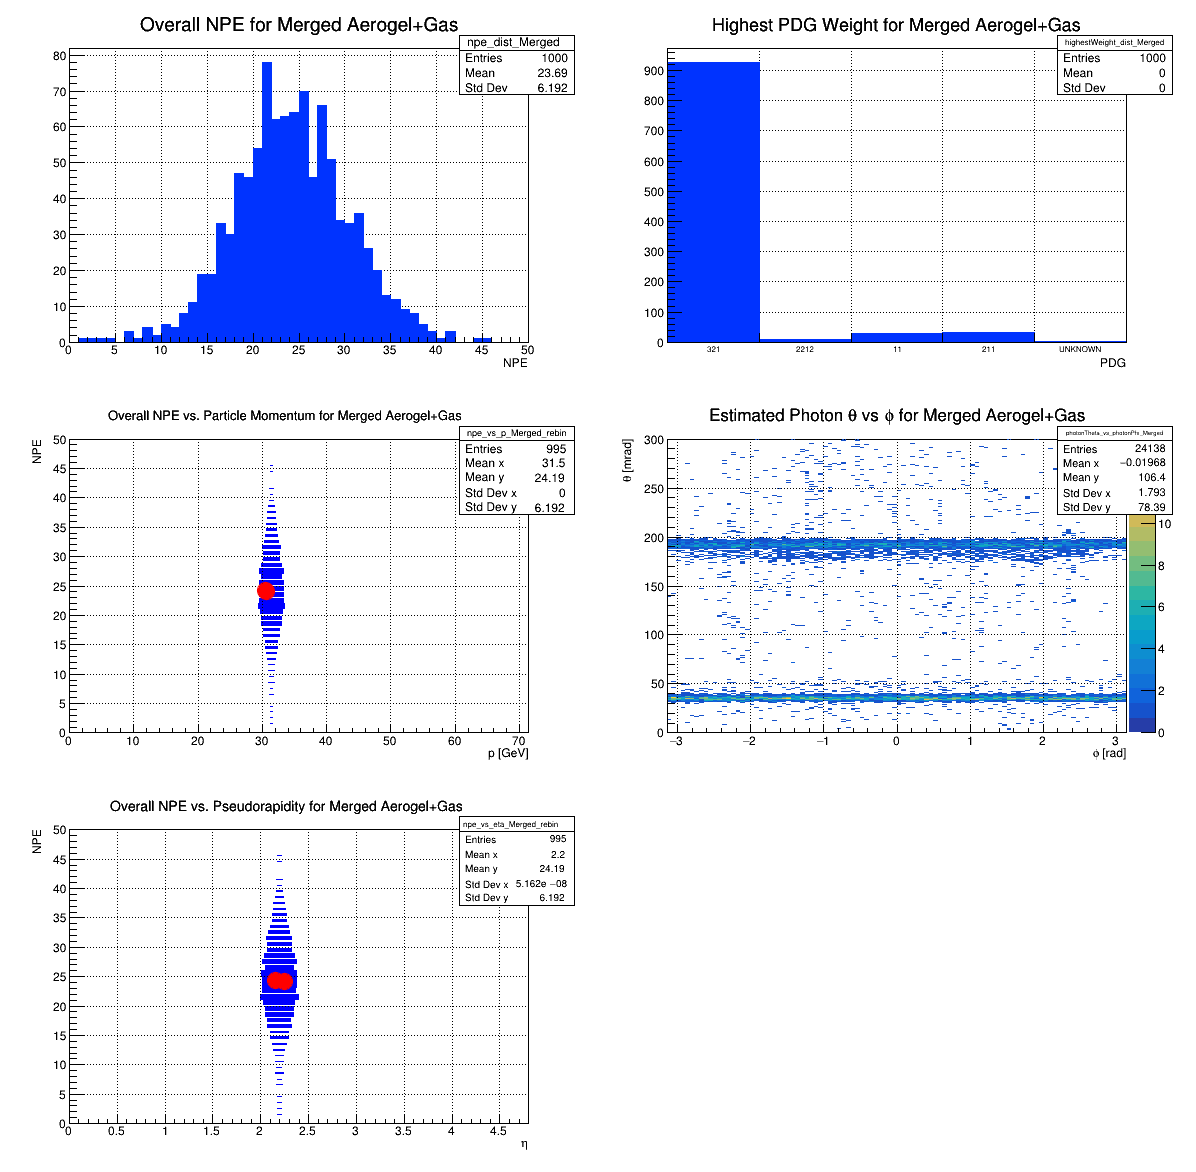 Overall NPE for Merged Aerogel+Gas
npe_dist_Merged
Entries 1000
Mean 23.69
Std Dev 6.192
80
70
60
50
40
30
20
10
0
0 5 10 15 20 25 30 35 40 45 50
NPE
Highest PDG Weight for Merged Aerogel+Gas
highestWeight_dist_Merged
Entries 1000
Mean 0
Std Dev 0
900
800
700
600
500
400
300
200
100
0
321 2212 11 211 UNKNOWN
PDG
Overall NPE vs. Particle Momentum for Merged Aerogel+Gas
npe_vs_p_Merged_rebin
Entries 995
Mean x 31.5
Mean y 24.19
Std Dev x 0
Std Dev y 6.192
NPE
50
45
40
35
30
25
20
15
10
5
0
0 10 20 30 40 50 60 70
p [GeV]
Estimated Photon θ vs ϕ for Merged Aerogel+Gas
photonTheta_vs_photonPhi_Merged
Entries 24138
Mean x −0.01968
Mean y 106.4
Std Dev x 1.793
Std Dev y 78.39
θ [mrad]
300
250
200
150
100
50
0
−3 −2 −1 0 1 2 3
ϕ [rad]
10
8
6
4
2
0
Overall NPE vs. Pseudorapidity for Merged Aerogel+Gas
npe_vs_eta_Merged_rebin
Entries 995
Mean x 2.2
Mean y 24.19
Std Dev x 5.162e −08
Std Dev y 6.192
NPE
50
45
40
35
30
25
20
15
10
5
0
0 0.5 1 1.5 2 2.5 3 3.5 4 4.5
η